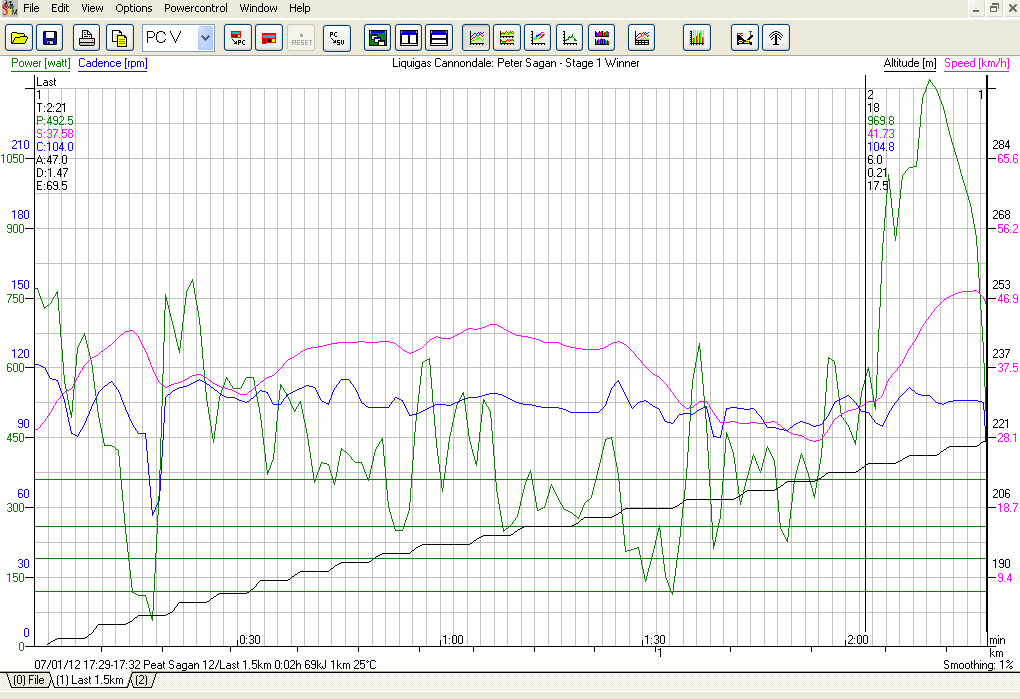 File Edit View Options Powercontrol Window Help
PC V PC RESET PC SV
Power [watt] Cadence [rpm] Liquigas Cannondale: Peter Sagan - Stage 1 Winner Altitude [m] Speed [km/h]
Last
1
T:2:21
P:492.5
S:37.58
C:104.0
A:47.0
D:1.47
E:69.5
2
18
969.8
41.73
104.8
6.0
0.21
17.5
1
210
1050
180
900
150
750
120
600
90
450
60
300
30
150
0
0
284
65.6
268
56.2
253
46.9
237
37.5
221
28.1
206
18.7
190
9.4
0:30 1:00 1:30 2:00 min
1 km
07/01/12 17:29-17:32 Peat Sagan 12/Last 1.5km 0:02h 69kJ 1km 25°C Smoothing: 1%
(0) File (1) Last 1.5km (2)